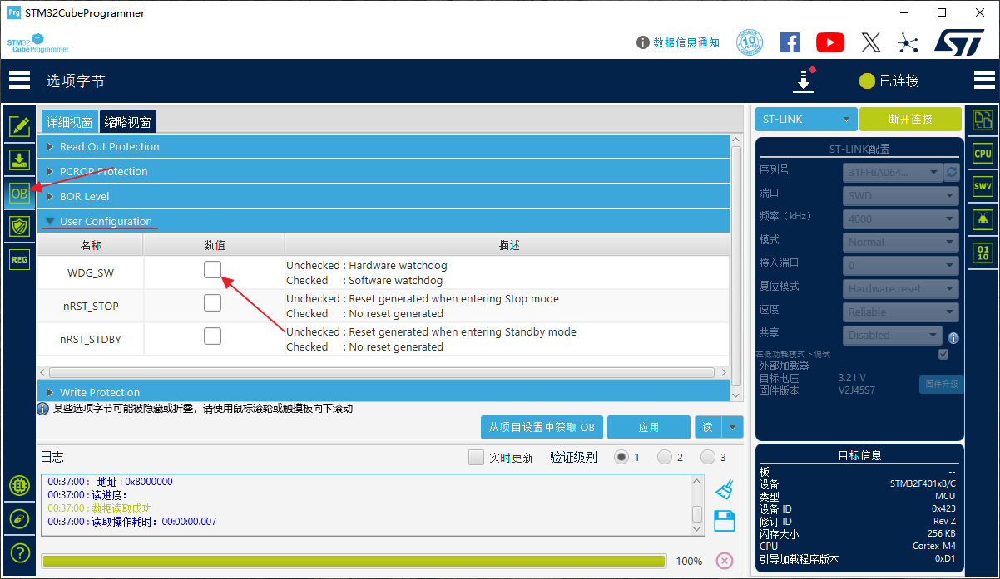 Prg STM32CubeProgrammer
STM32
CubeProgrammer
数据信息通知
10
选项字节
已连接
OB
REG
EL
详细视窗
缩略视窗
Read Out Protection
PCROP Protection
BOR Level
User Configuration
名称 数值 描述
WDG_SW
Unchecked : Hardware watchdog
Checked : Software watchdog
nRST_STOP
Unchecked : Reset generated when entering Stop mode
Checked : No reset generated
nRST_STDBY
Unchecked : Reset generated when entering Standby mode
Checked : No reset generated
Write Protection
某些选项字节可能被隐藏或折叠，请使用鼠标滚轮或触摸板向下滚动
从项目设置中获取 OB 应用 读
日志
实时更新 验证级别 1 2 3
00:37:00 : 地址 : 0x8000000
00:37:00 : 读进度:
00:37:00 : 数据读取成功
00:37:00 : 读取操作耗时: 00:00:00.007
100%
ST-LINK 断开连接
ST-LINK配置
序列号 31FF6A064...
端口 SWD
频率（kHz） 4000
模式 Normal
接入端口 0
复位模式 Hardware reset
速度 Reliable
共享 Disabled
在低功耗模式下调试
外部加载器 _
目标电压 3.21 V
固件版本 V2J45S7
固件升级
目标信息
板 --
设备 STM32F401xB/C
类型 MCU
设备 ID 0x423
修订 ID Rev Z
闪存大小 256 KB
CPU Cortex-M4
引导加载程序版本 0xD1
CPU
SWV
01
10